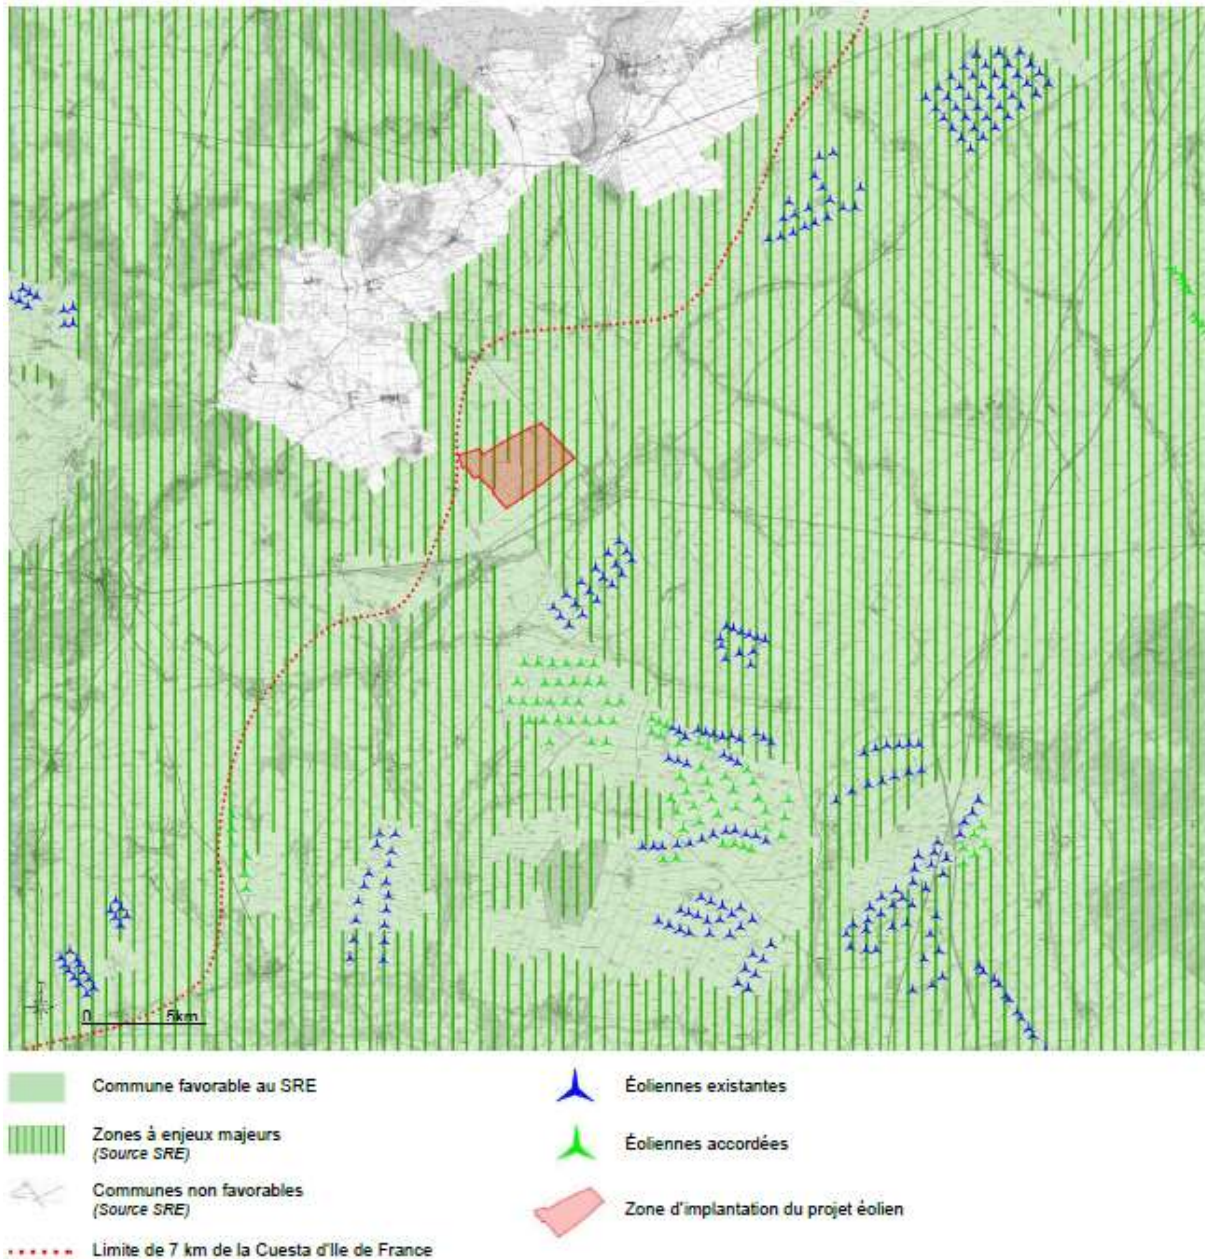 0 5km
Commune favorable au SRE
Zones à enjeux majeurs
(Source SRE)
Communes non favorables
(Source SRE)
Limite de 7 km de la Cuesta d'Ile de France
Éoliennes existantes
Éoliennes accordées
Zone d'implantation du projet éolien